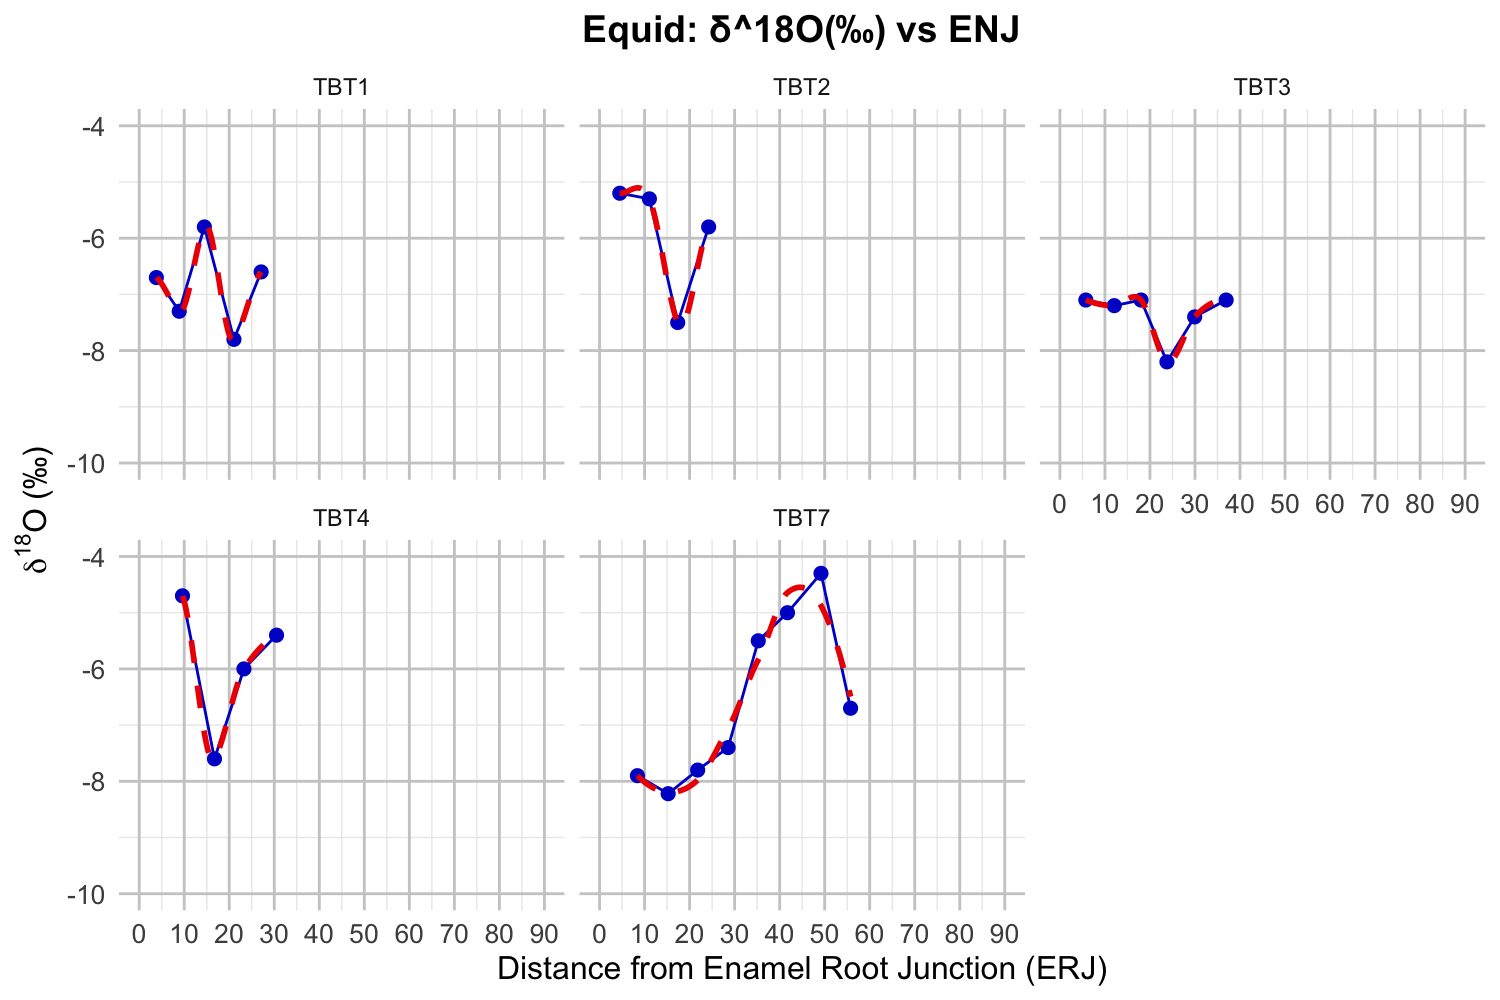 Equid: δ^18O(‰) vs ENJ
TBT1 TBT2 TBT3
-4
-6
-8
-10
0 10 20 30 40 50 60 70 80 90
δ18O (‰)
TBT4 TBT7
-4
-6
-8
-10
0 10 20 30 40 50 60 70 80 90 0 10 20 30 40 50 60 70 80 90
Distance from Enamel Root Junction (ERJ)